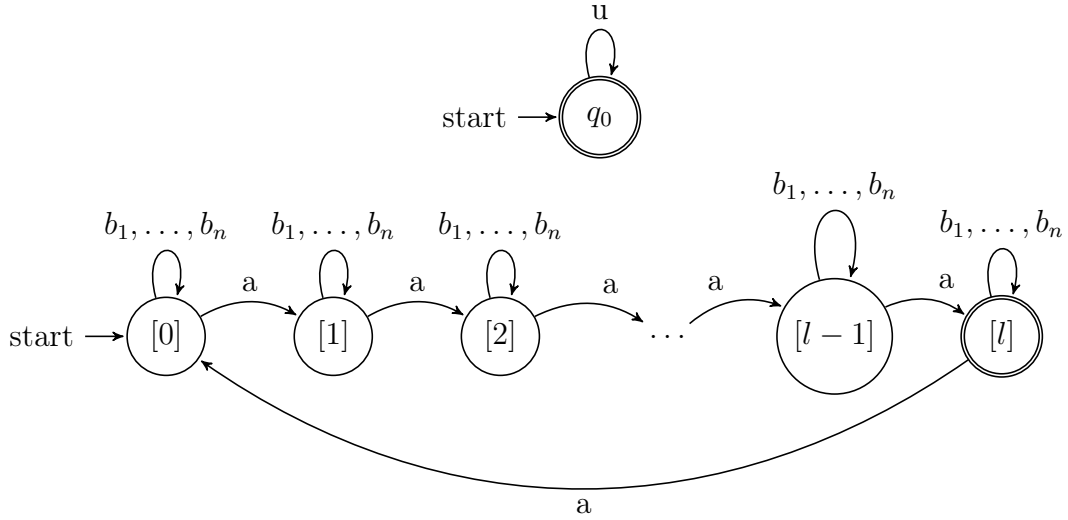 u
start q₀
b₁, . . . , bₙ
b₁, . . . , bₙ b₁, . . . , bₙ b₁, . . . , bₙ b₁, . . . , bₙ
a a a a a
start [0] [1] [2] . . . [l − 1] [l]
a